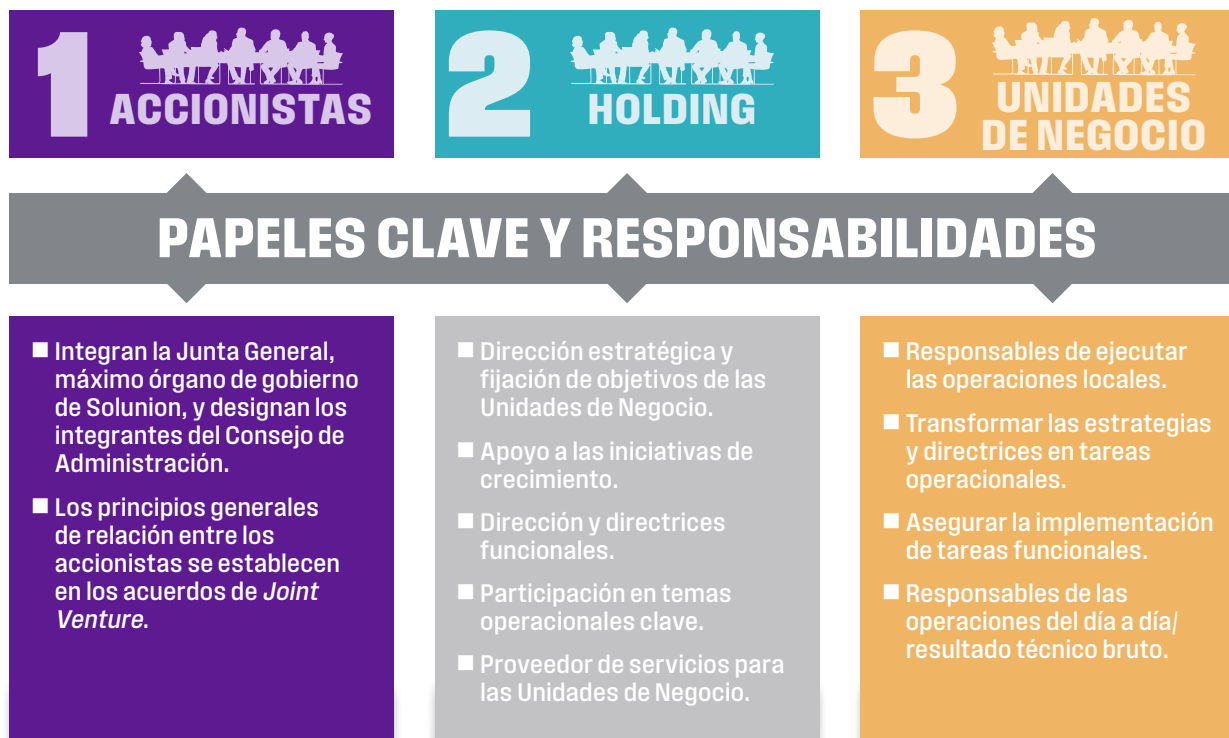 1
ACCIONISTAS
2
HOLDING
3
UNIDADES
DE NEGOCIO
PAPELES CLAVE Y RESPONSABILIDADES
Integran la Junta General,
máximo órgano de gobierno
de Solunion, y designan los
integrantes del Consejo de
Administración.
Los principios generales
de relación entre los
accionistas se establecen
en los acuerdos de Joint
Venture.
Dirección estratégica y
fijación de objetivos de las
Unidades de Negocio.
Apoyo a las iniciativas de
crecimiento.
Dirección y directrices
funcionales.
Participación en temas
operacionales clave.
Proveedor de servicios para
las Unidades de Negocio.
Responsables de ejecutar
las operaciones locales.
Transformar las estrategias
y directrices en tareas
operacionales.
Asegurar la implementación
de tareas funcionales.
Responsables de las
operaciones del día a día/
resultado técnico bruto.